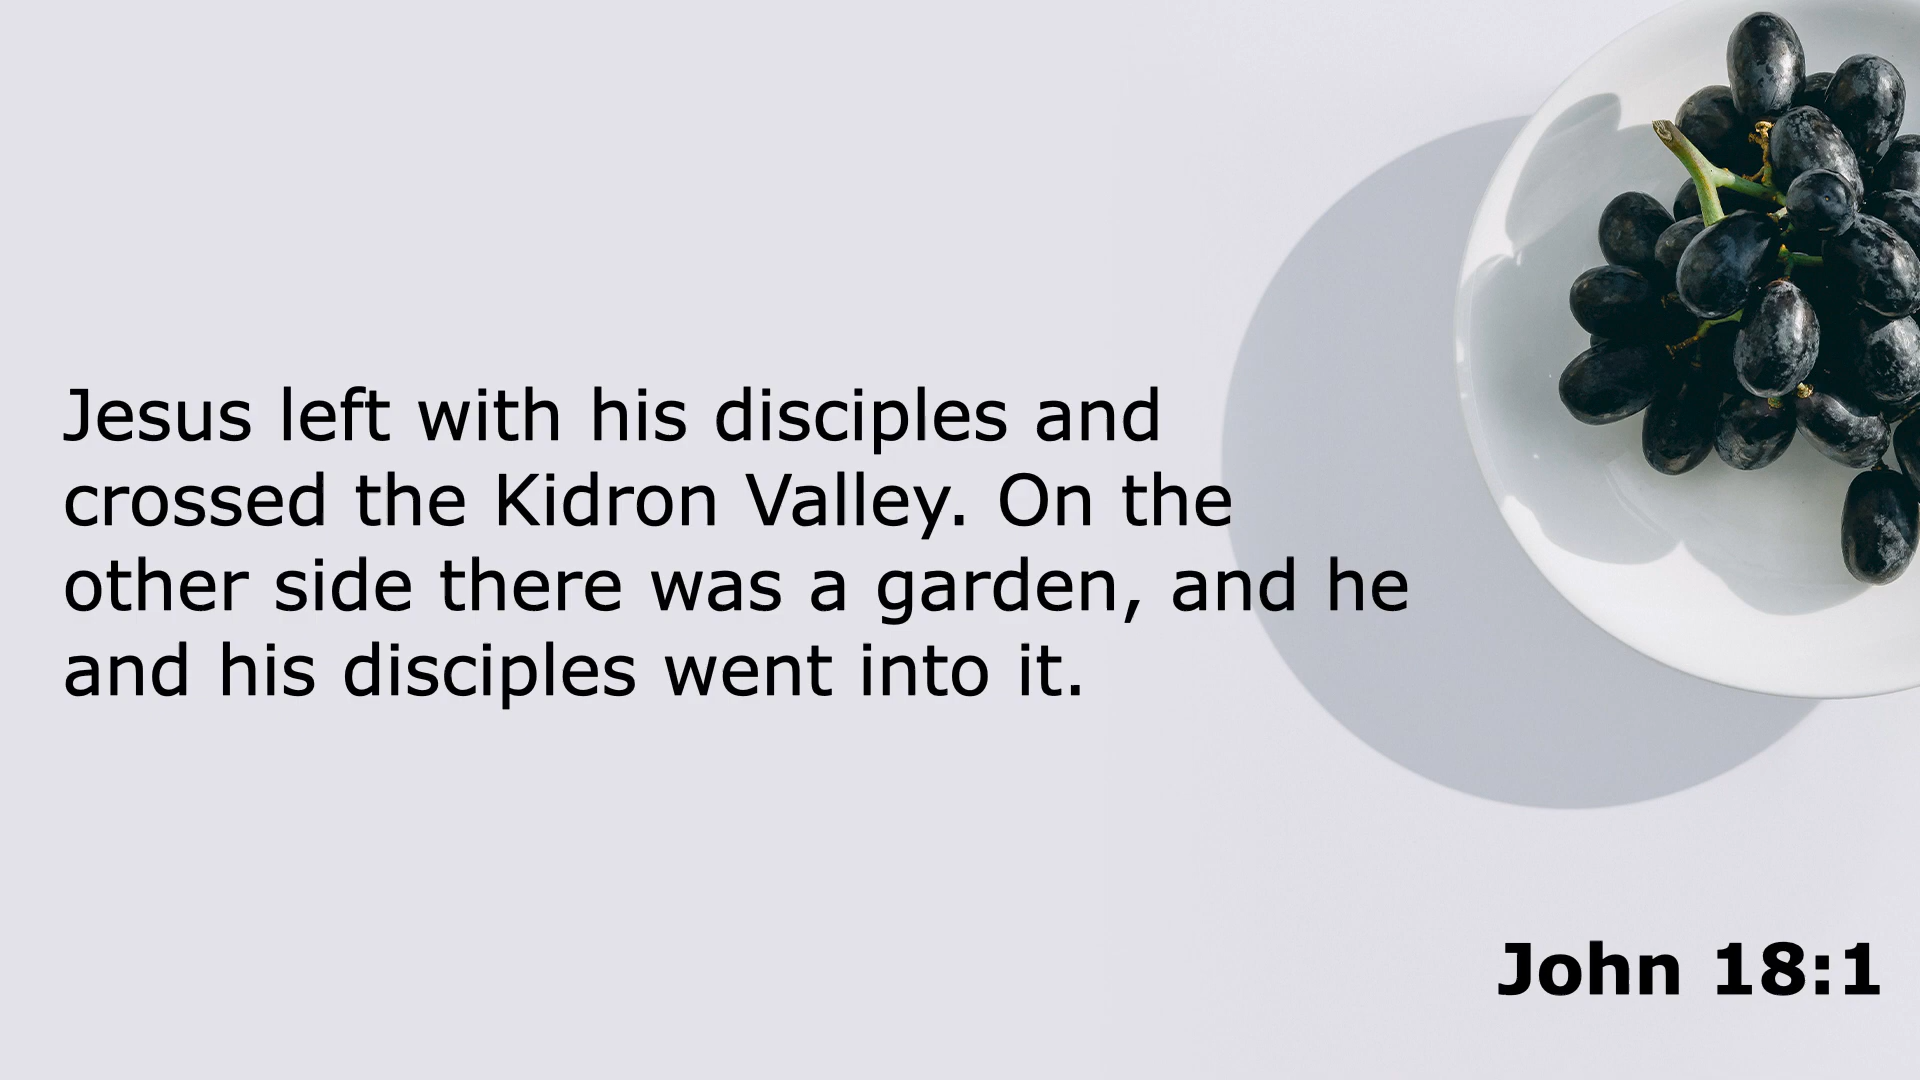 Jesus left with his disciples and
crossed the Kidron Valley. On the
other side there was a garden, and he
and his disciples went into it.
John 18:1